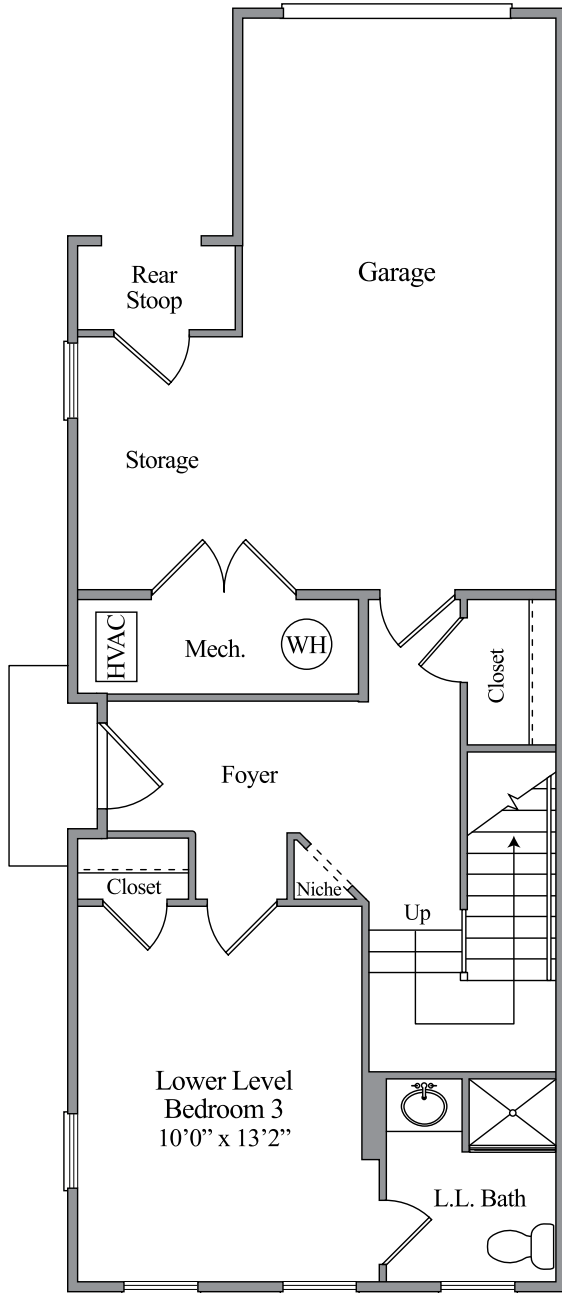 Garage
Rear
Stoop
Storage
HVAC
Mech.
WH
Closet
Foyer
Closet
Niche
Up
Lower Level
Bedroom 3
10’0” x 13’2”
L.L. Bath